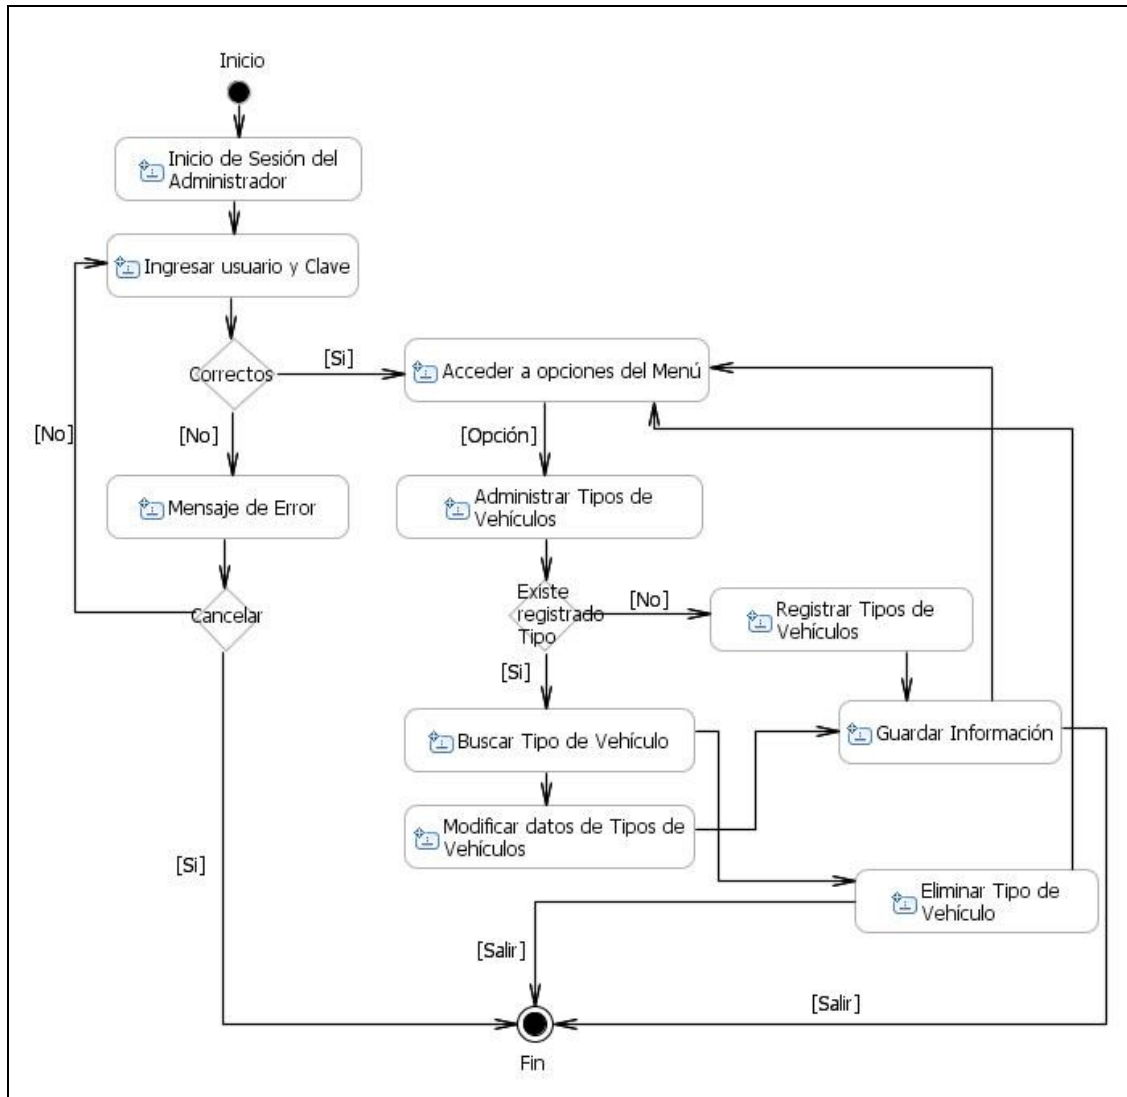 Inicio
Inicio de Sesión del
Administrador
Ingresar usuario y Clave
Correctos
[Si]
Acceder a opciones del Menú
[No]
[No]
[Opción]
Mensaje de Error
Administrar Tipos de
Vehículos
Cancelar
Existe
registrado
Tipo
[No]
Registrar Tipos de
Vehículos
[Si]
Buscar Tipo de Vehículo
Guardar Información
Modificar datos de Tipos de
Vehículos
[Si]
Eliminar Tipo de
Vehículo
[Salir]
[Salir]
Fin